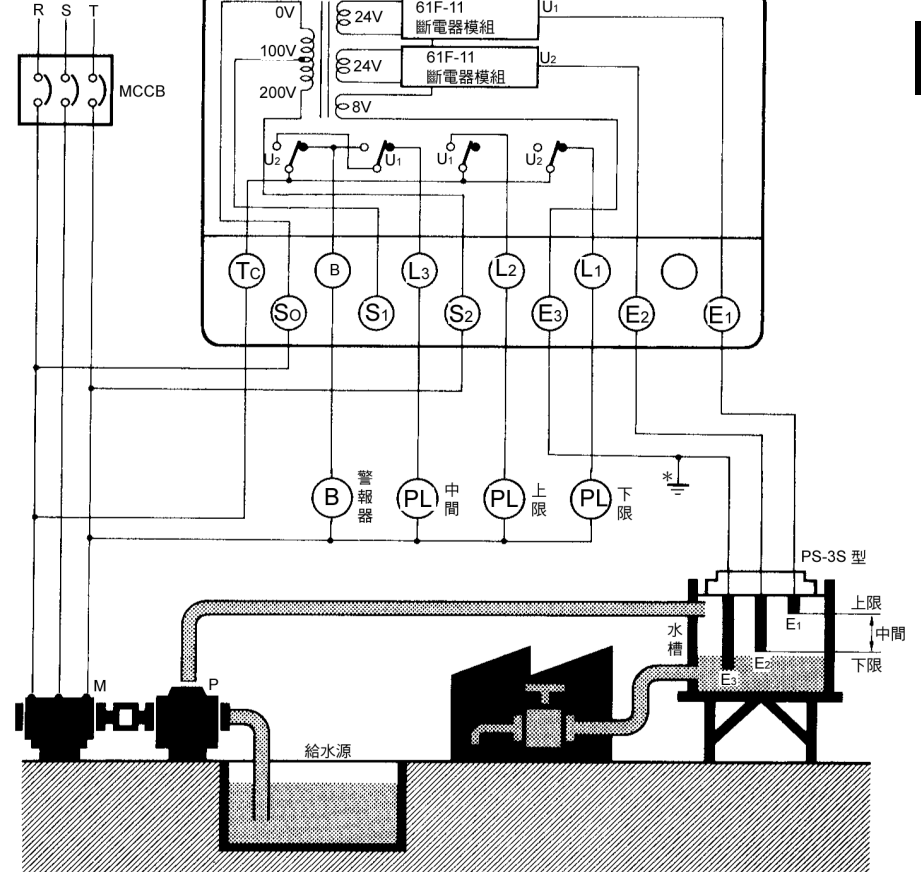 R S T
MCCB
0V
100V
200V
24V
24V
8V
61F-11
斷電器模組
U1
61F-11
斷電器模組
U2
U2
U1
U1
U2
TC
B
L3
L2
L1
S0
S1
S2
E3
E2
E1
B
警報器
PL
中間
PL
上限
PL
下限
*
PS-3S 型
上限
中間
下限
水槽
E1
E2
E3
M
P
給水源